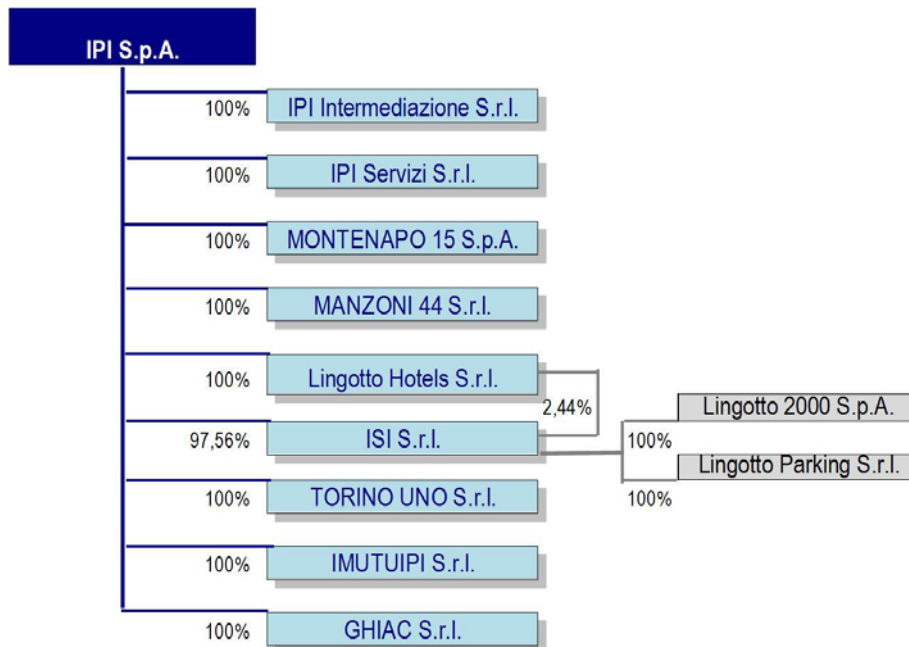 IPI S.p.A.
100%
IPI Intermediazione S.r.l.
100%
IPI Servizi S.r.l.
100%
MONTENAPO 15 S.p.A.
100%
MANZONI 44 S.r.l.
100%
Lingotto Hotels S.r.l.
2,44%
97,56%
ISI S.r.l.
Lingotto 2000 S.p.A.
100%
Lingotto Parking S.r.l.
100%
100%
TORINO UNO S.r.l.
100%
IMUTUIPI S.r.l.
100%
GHIAC S.r.l.